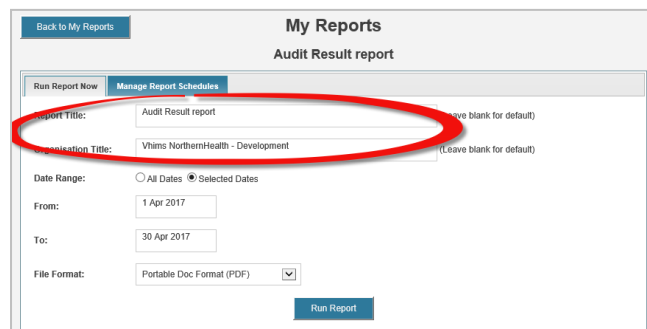 Back to My Reports
My Reports
Audit Result report
Run Report Now Manage Report Schedules
Report Title: Audit Result report (Leave blank for default)
Organisation Title: Vhims NorthernHealth - Development (Leave blank for default)
Date Range: All Dates Selected Dates
From: 1 Apr 2017
To: 30 Apr 2017
File Format: Portable Doc Format (PDF)
Run Report